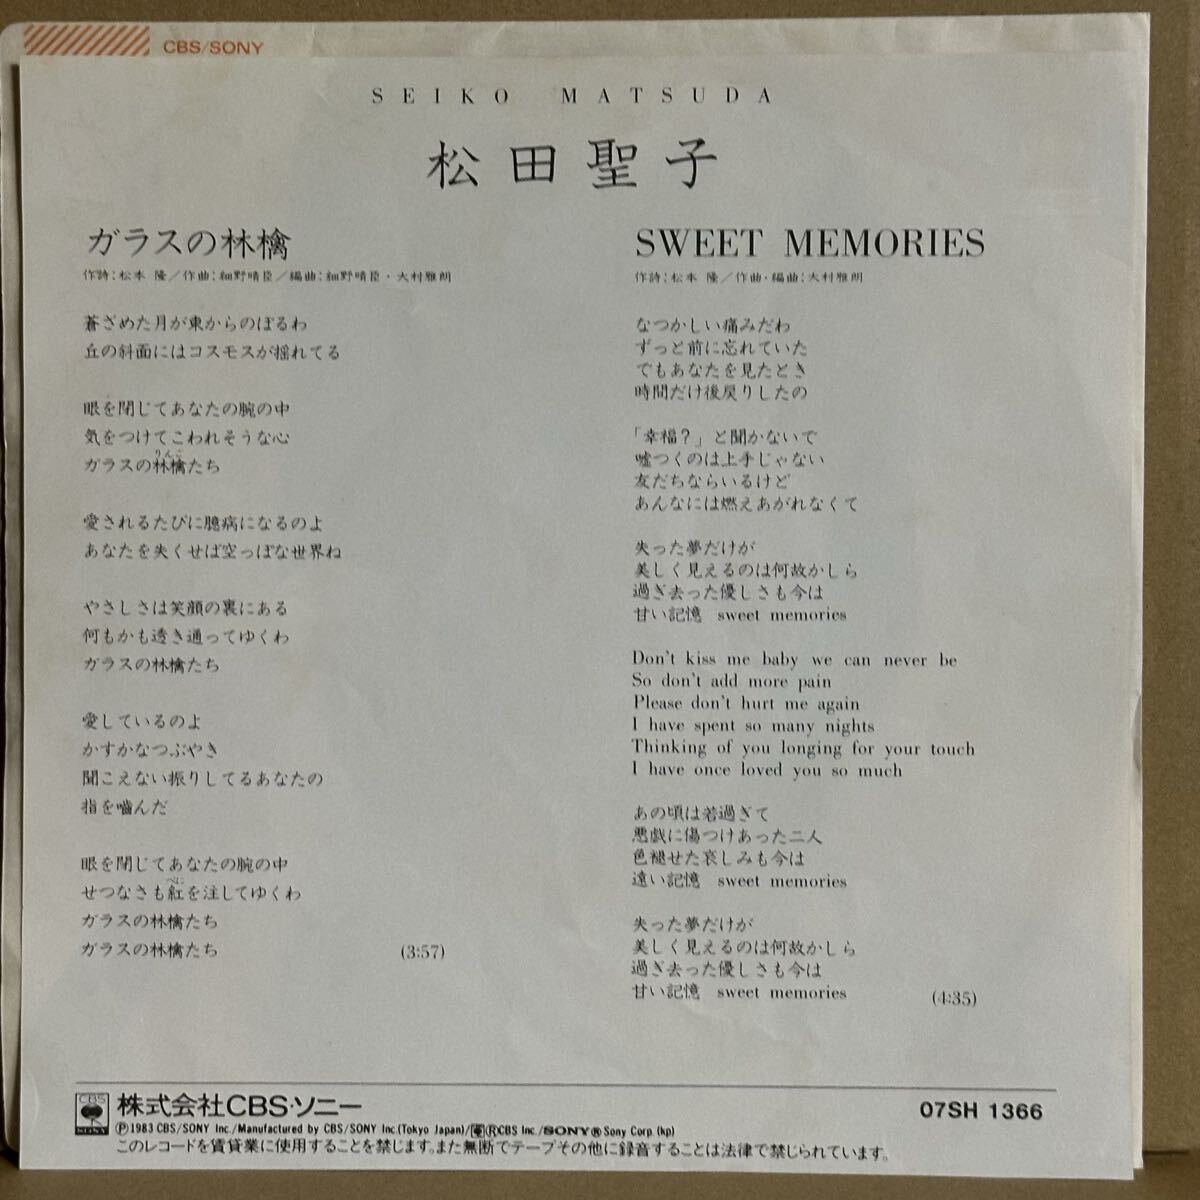 CBS/SONY
SEIKO MATSUDA
松田聖子
ガラスの林檎
作詩:松本 隆/作曲:細野晴臣/編曲:細野晴臣・大村雅朗
蒼ざめた月が東からのぼるわ
丘の斜面にはコスモスが揺れてる
眼を閉じてあなたの腕の中
気をつけてこわれそうな心
りんご
ガラスの林檎たち
愛されるたびに臆病になるのよ
あなたを失くせば空っぽな世界ね
やさしさは笑顔の裏にある
何もかも透き通ってゆくわ
ガラスの林檎たち
愛しているのよ
かすかなつぶやき
聞こえない振りしてるあなたの
指を嚙んだ
眼を閉じてあなたの腕の中
べに
せつなさも紅を注してゆくわ
ガラスの林檎たち
ガラスの林檎たち (3:57)
SWEET MEMORIES
作詩:松本 隆/作曲・編曲:大村雅朗
なつかしい痛みだわ
ずっと前に忘れていた
でもあなたを見たとき
時間だけ後戻りしたの
「幸福?」と聞かないで
嘘つくのは上手じゃない
友だちならいるけど
あんなには燃えあがれなくて
失った夢だけが
美しく見えるのは何故かしら
過ぎ去った優しさも今は
甘い記憶 sweet memories
Don't kiss me baby we can never be
So don't add more pain
Please don't hurt me again
I have spent so many nights
Thinking of you longing for your touch
I have once loved you so much
あの頃は若過ぎて
悪戯に傷つけあった二人
色褪せた哀しみも今は
遠い記憶 sweet memories
失った夢だけが
美しく見えるのは何故かしら
過ぎ去った優しさも今は
甘い記憶 sweet memories (4:35)
CBS
SONY
株式会社CBS・ソニー
07SH 1366
Ⓟ1983 CBS/SONY Inc./Manufactured by CBS/SONY Inc.(Tokyo Japan)/®CBS Inc./SONY® Sony Corp. (kp)
このレコードを賃貸業に使用することを禁じます。また無断でテープその他に録音することは法律で禁じられています。